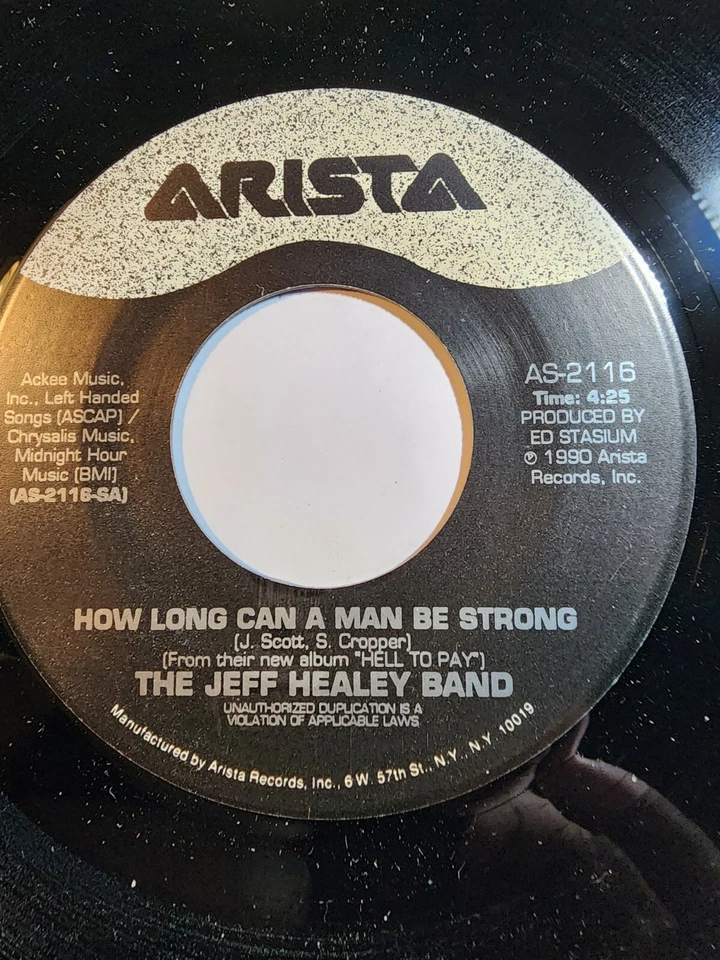 ARISTA
Ackee Music,
Inc., Left Handed
Songs (ASCAP) /
Chrysalis Music,
Midnight Hour
Music (BMI)
(AS-2116-SA)
AS-2116
Time: 4:25
PRODUCED BY
ED STASIUM
℗ 1990 Arista
Records, Inc.
HOW LONG CAN A MAN BE STRONG
(J. Scott, S. Cropper)
(From their new album "HELL TO PAY")
THE JEFF HEALEY BAND
UNAUTHORIZED DUPLICATION IS A
VIOLATION OF APPLICABLE LAWS.
Manufactured by Arista Records, Inc., 6 W. 57th St., N.Y., N.Y. 10019